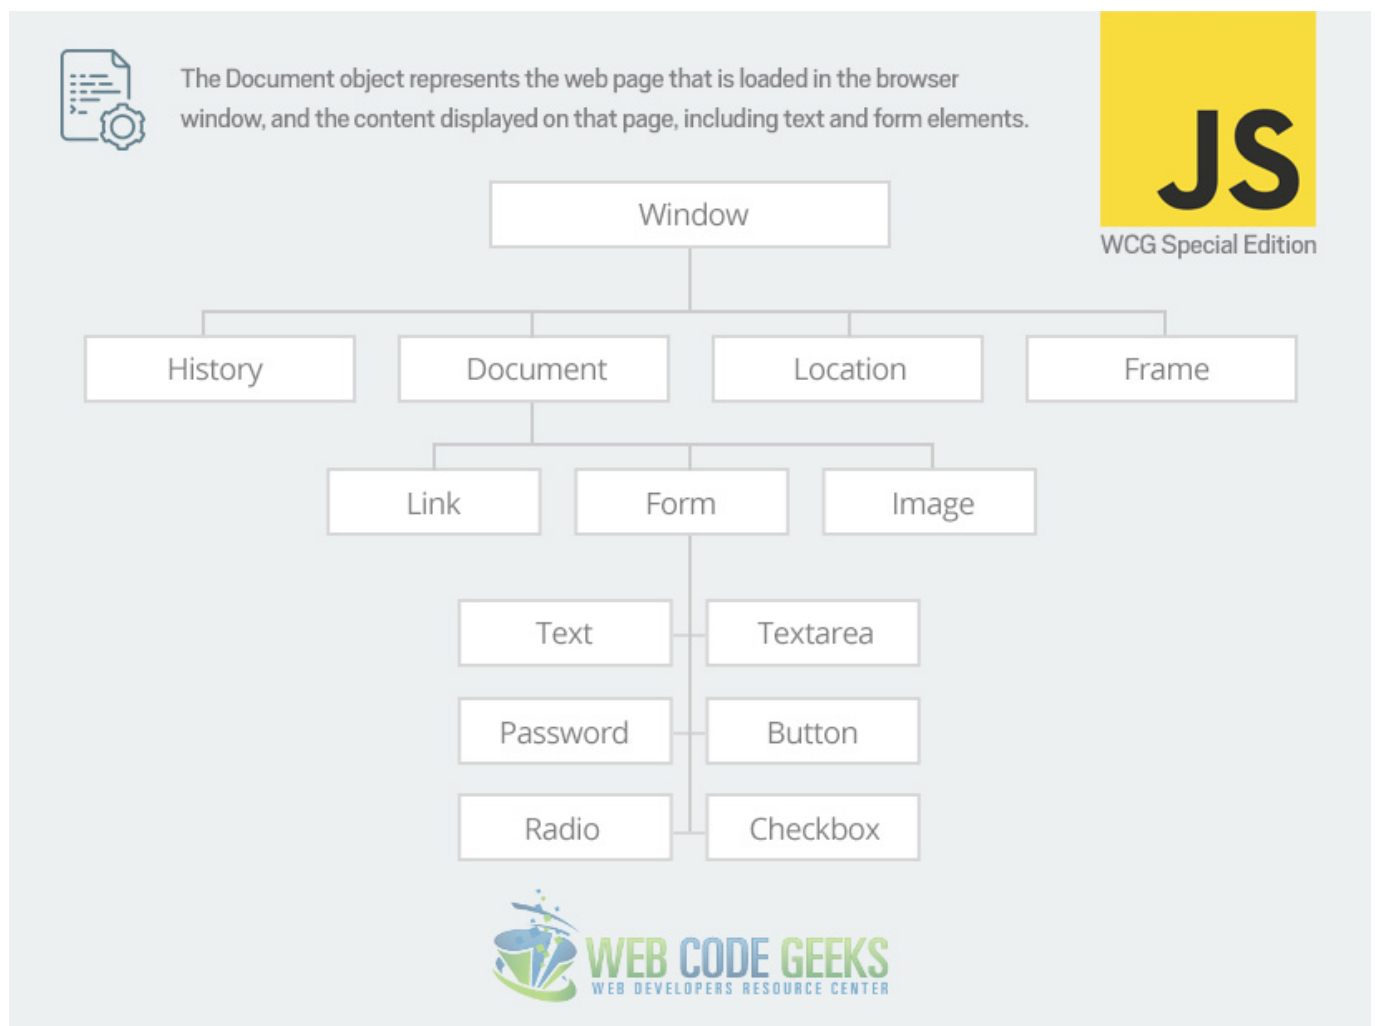 The Document object represents the web page that is loaded in the browser
window, and the content displayed on that page, including text and form elements.
JS
WCG Special Edition
Window
History
Document
Location
Frame
Link
Form
Image
Text
Textarea
Password
Button
Radio
Checkbox
WEB CODE GEEKS
WEB DEVELOPERS RESOURCE CENTER